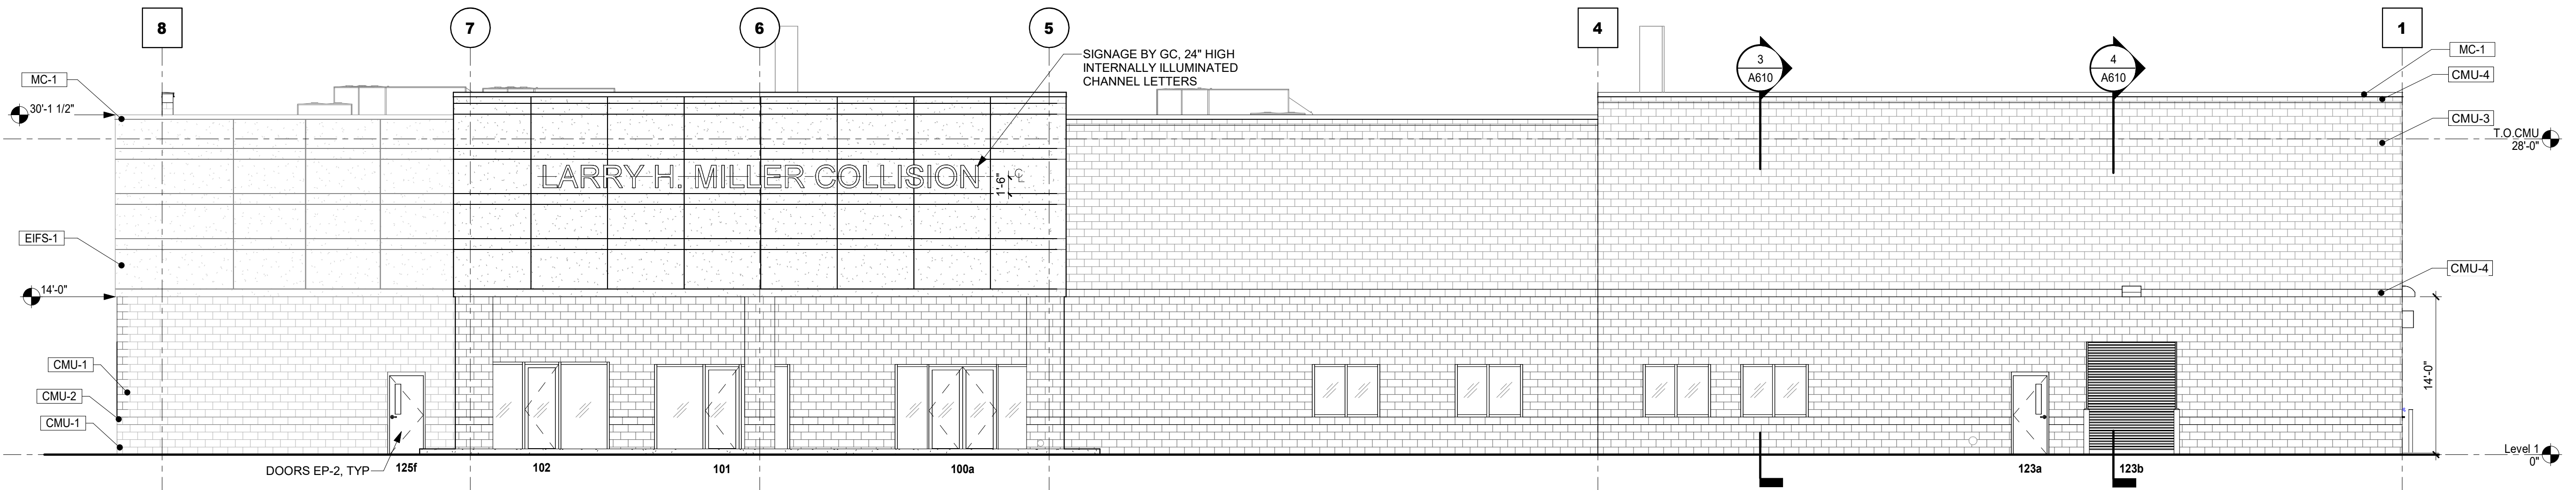 8
7
6
5
4
1
3
A610
4
A610
SIGNAGE BY GC, 24" HIGH
INTERNALLY ILLUMINATED
CHANNEL LETTERS
MC-1
30'-1 1/2"
MC-1
CMU-4
CMU-3
T.O.CMU
28'-0"
LARRY H. MILLER COLLISION
1'-6"
CL
EIFS-1
14'-0"
CMU-4
14'-0"
CMU-1
CMU-2
CMU-1
DOORS EP-2, TYP
125f
102
101
100a
123a
123b
Level 1
0"